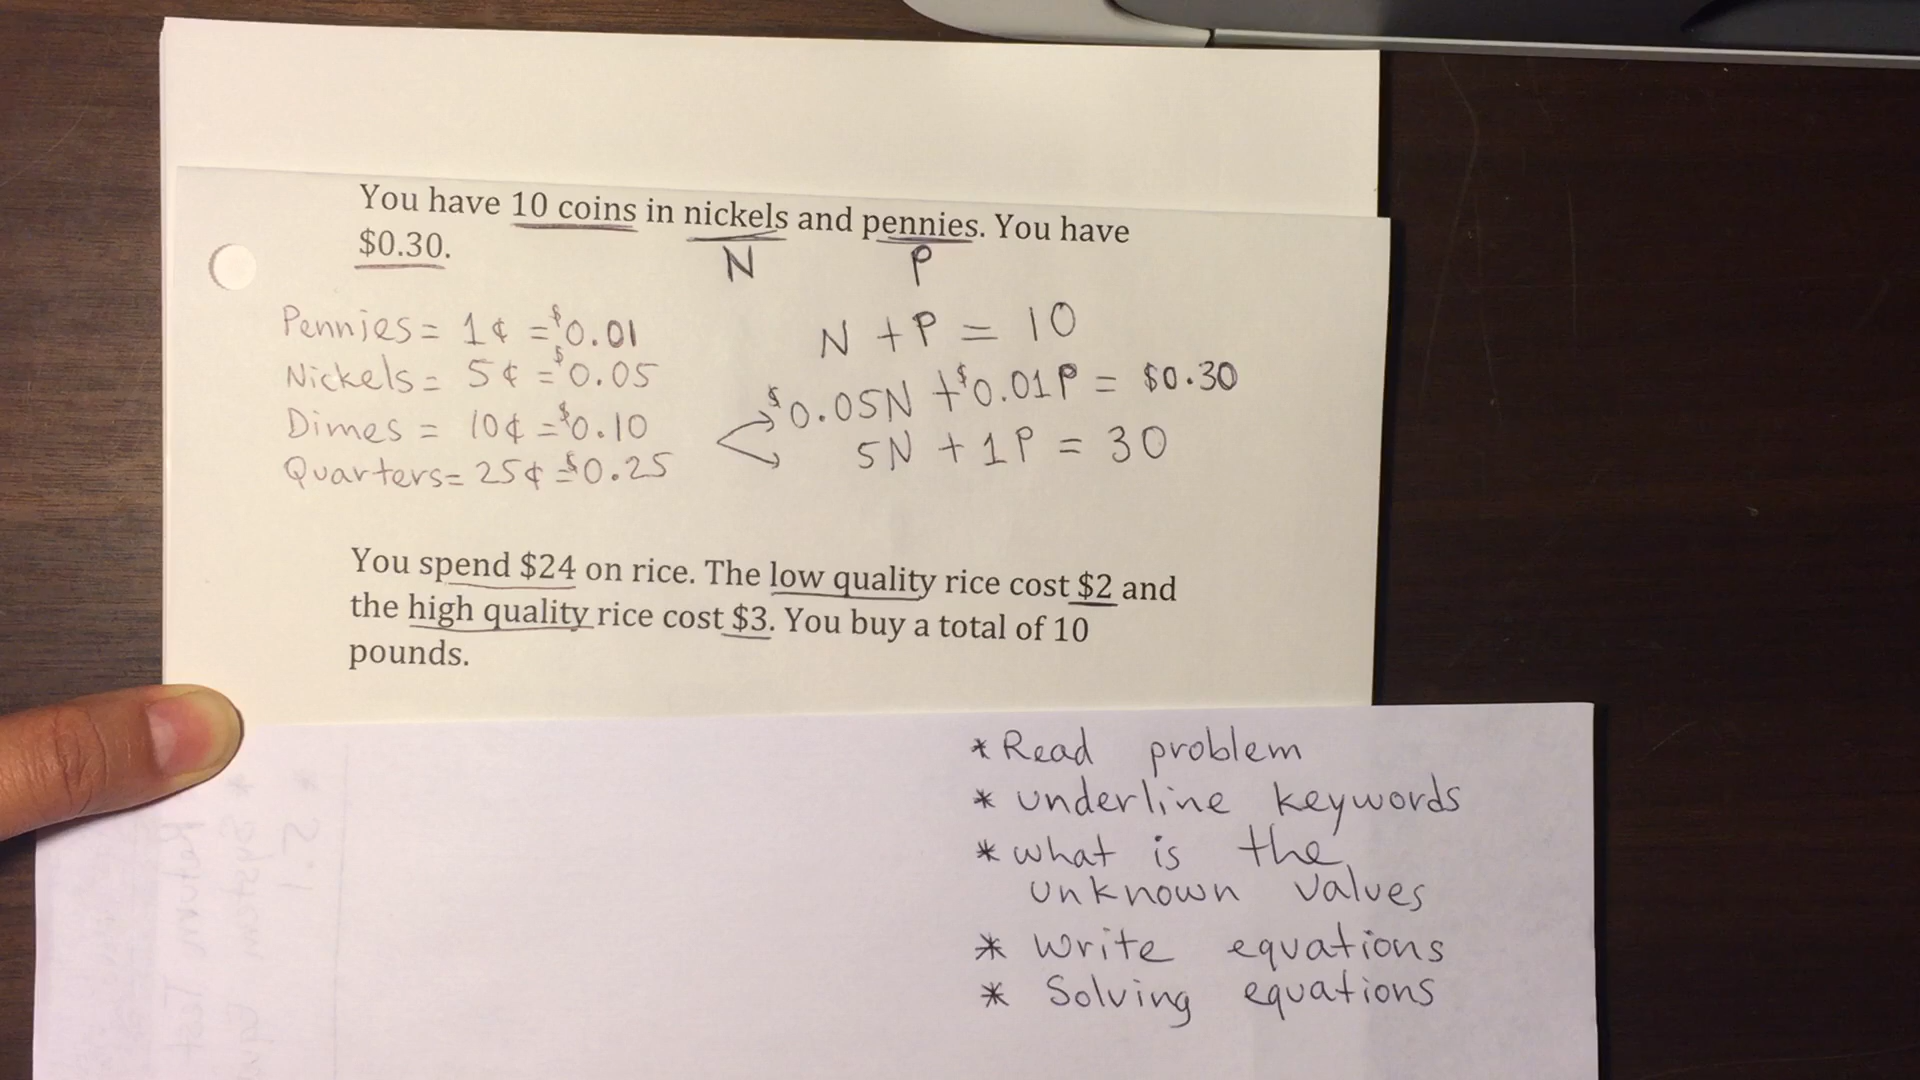 You have 10 coins in nickels and pennies. You have
$0.30.
N P
Pennies = 1¢ = $0.01
Nickels = 5¢ = $0.05
Dimes = 10¢ = $0.10
Quarters = 25¢ = $0.25
N + P = 10
$0.05N + $0.01P = $0.30
5N + 1P = 30
You spend $24 on rice. The low quality rice cost $2 and
the high quality rice cost $3. You buy a total of 10
pounds.
* Read problem
* underline keywords
* what is the
unknown values
* Write equations
* Solving equations